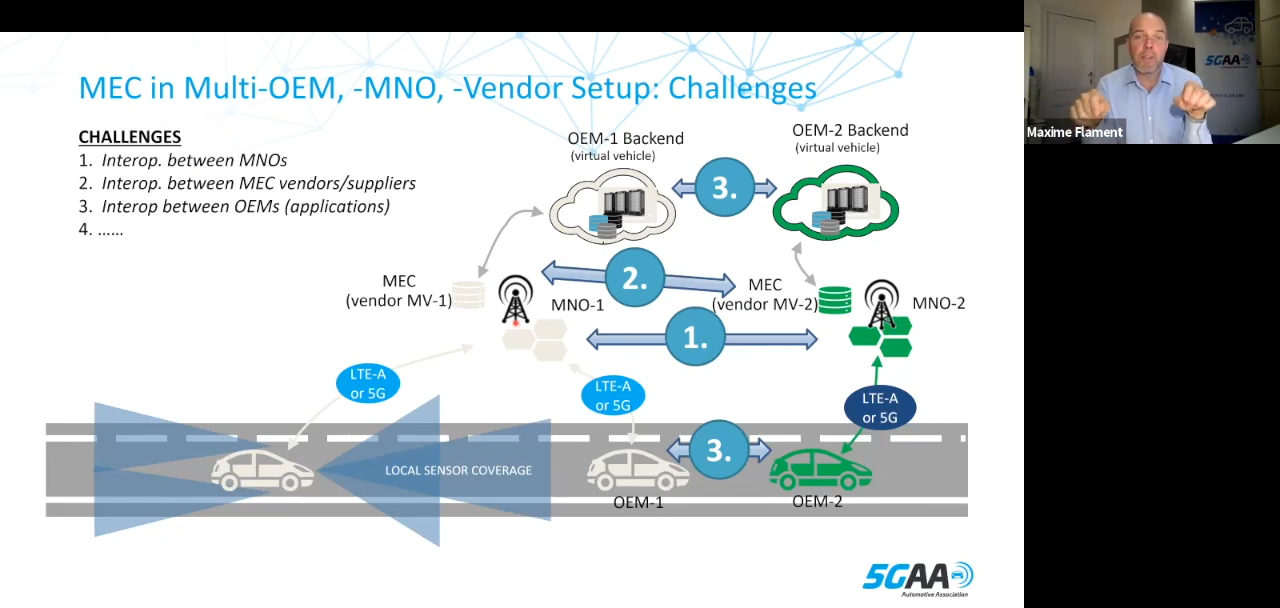 MEC in Multi-OEM, -MNO, -Vendor Setup: Challenges
CHALLENGES
1. Interop. between MNOs
2. Interop. between MEC vendors/suppliers
3. Interop between OEMs (applications)
4. ......
OEM-1 Backend
(virtual vehicle)
OEM-2 Backend
(virtual vehicle)
3.
2.
MEC
(vendor MV-1)
MNO-1
MEC
(vendor MV-2)
MNO-2
1.
LTE-A
or 5G
LTE-A
or 5G
LTE-A
or 5G
LOCAL SENSOR COVERAGE
3.
OEM-1
OEM-2
5GAA
Automotive Association
5GAA
Maxime Flament